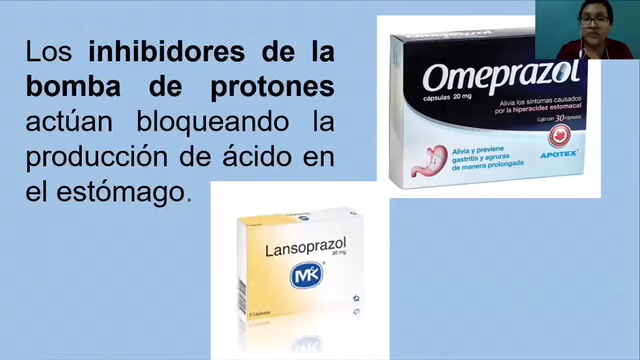 Los inhibidores de la
bomba de protones
actúan bloqueando la
producción de ácido en
el estómago.
Omeprazol
cápsulas 20 mg
Alivia los síntomas causados
por la hiperacidez estomacal
Caja con 30 cápsulas
Alivia y previene
gastritis y agruras
de manera prolongada
APOTEX
Lansoprazol
30 mg
MK
7 Cápsulas